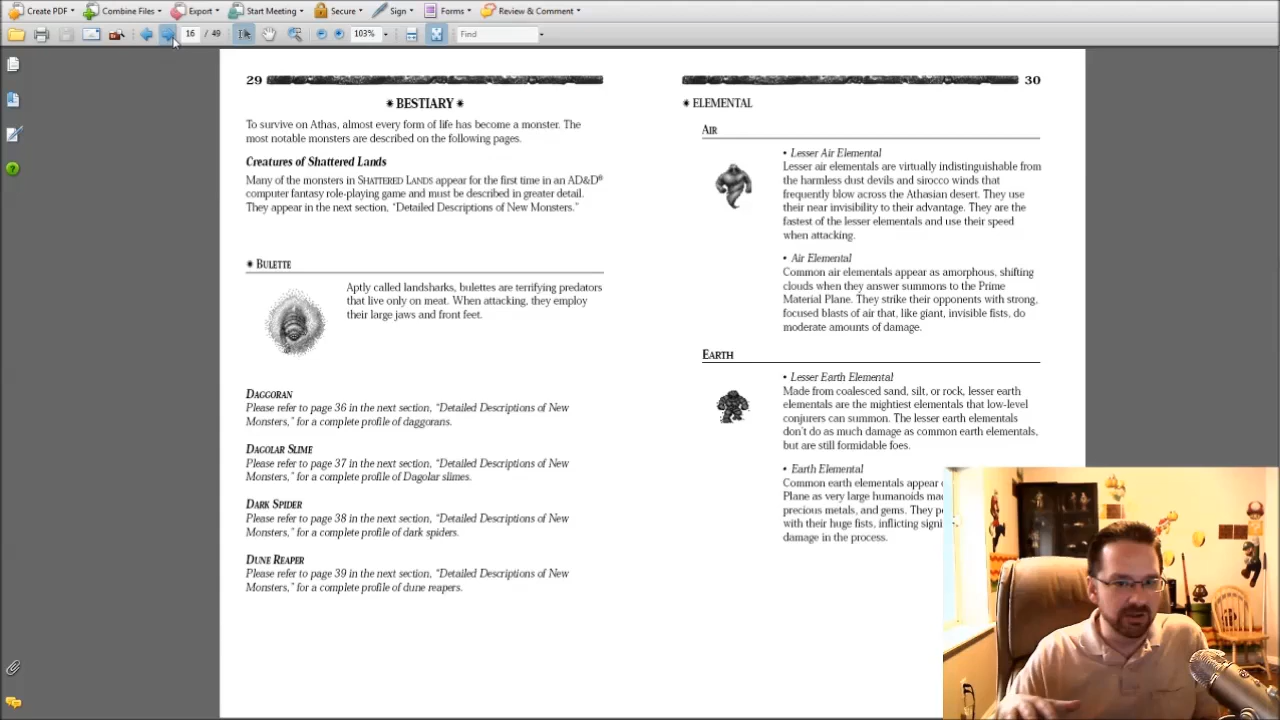 Create PDF Combine Files Export Start Meeting Secure Sign Forms Review & Comment
16 / 49 103% Find
29
BESTIARY
To survive on Athas, almost every form of life has become a monster. The
most notable monsters are described on the following pages.
Creatures of Shattered Lands
Many of the monsters in SHATTERED LANDS appear for the first time in an AD&D®
computer fantasy role-playing game and must be described in greater detail.
They appear in the next section, "Detailed Descriptions of New Monsters."
BULETTE
Aptly called landsharks, bulettes are terrifying predators
that live only on meat. When attacking, they employ
their large jaws and front feet.
DAGGORAN
Please refer to page 36 in the next section, "Detailed Descriptions of New
Monsters," for a complete profile of daggorans.
DAGOLAR SLIME
Please refer to page 37 in the next section, "Detailed Descriptions of New
Monsters," for a complete profile of Dagolar slimes.
DARK SPIDER
Please refer to page 38 in the next section, "Detailed Descriptions of New
Monsters," for a complete profile of dark spiders.
DUNE REAPER
Please refer to page 39 in the next section, "Detailed Descriptions of New
Monsters," for a complete profile of dune reapers.
30
ELEMENTAL
AIR
• Lesser Air Elemental
Lesser air elementals are virtually indistinguishable from
the harmless dust devils and sirocco winds that
frequently blow across the Athasian desert. They use
their near invisibility to their advantage. They are the
fastest of the lesser elementals and use their speed
when attacking.
• Air Elemental
Common air elementals appear as amorphous, shifting
clouds when they answer summons to the Prime
Material Plane. They strike their opponents with strong,
focused blasts of air that, like giant, invisible fists, do
moderate amounts of damage.
EARTH
• Lesser Earth Elemental
Made from coalesced sand, silt, or rock, lesser earth
elementals are the mightiest elementals that low-level
conjurers can summon. The lesser earth elementals
don't do as much damage as common earth elementals,
but are still formidable foes.
• Earth Elemental
Common earth elementals appear
Plane as very large humanoids
precious metals, and gems. They
with their huge fists, inflicting
damage in the process.